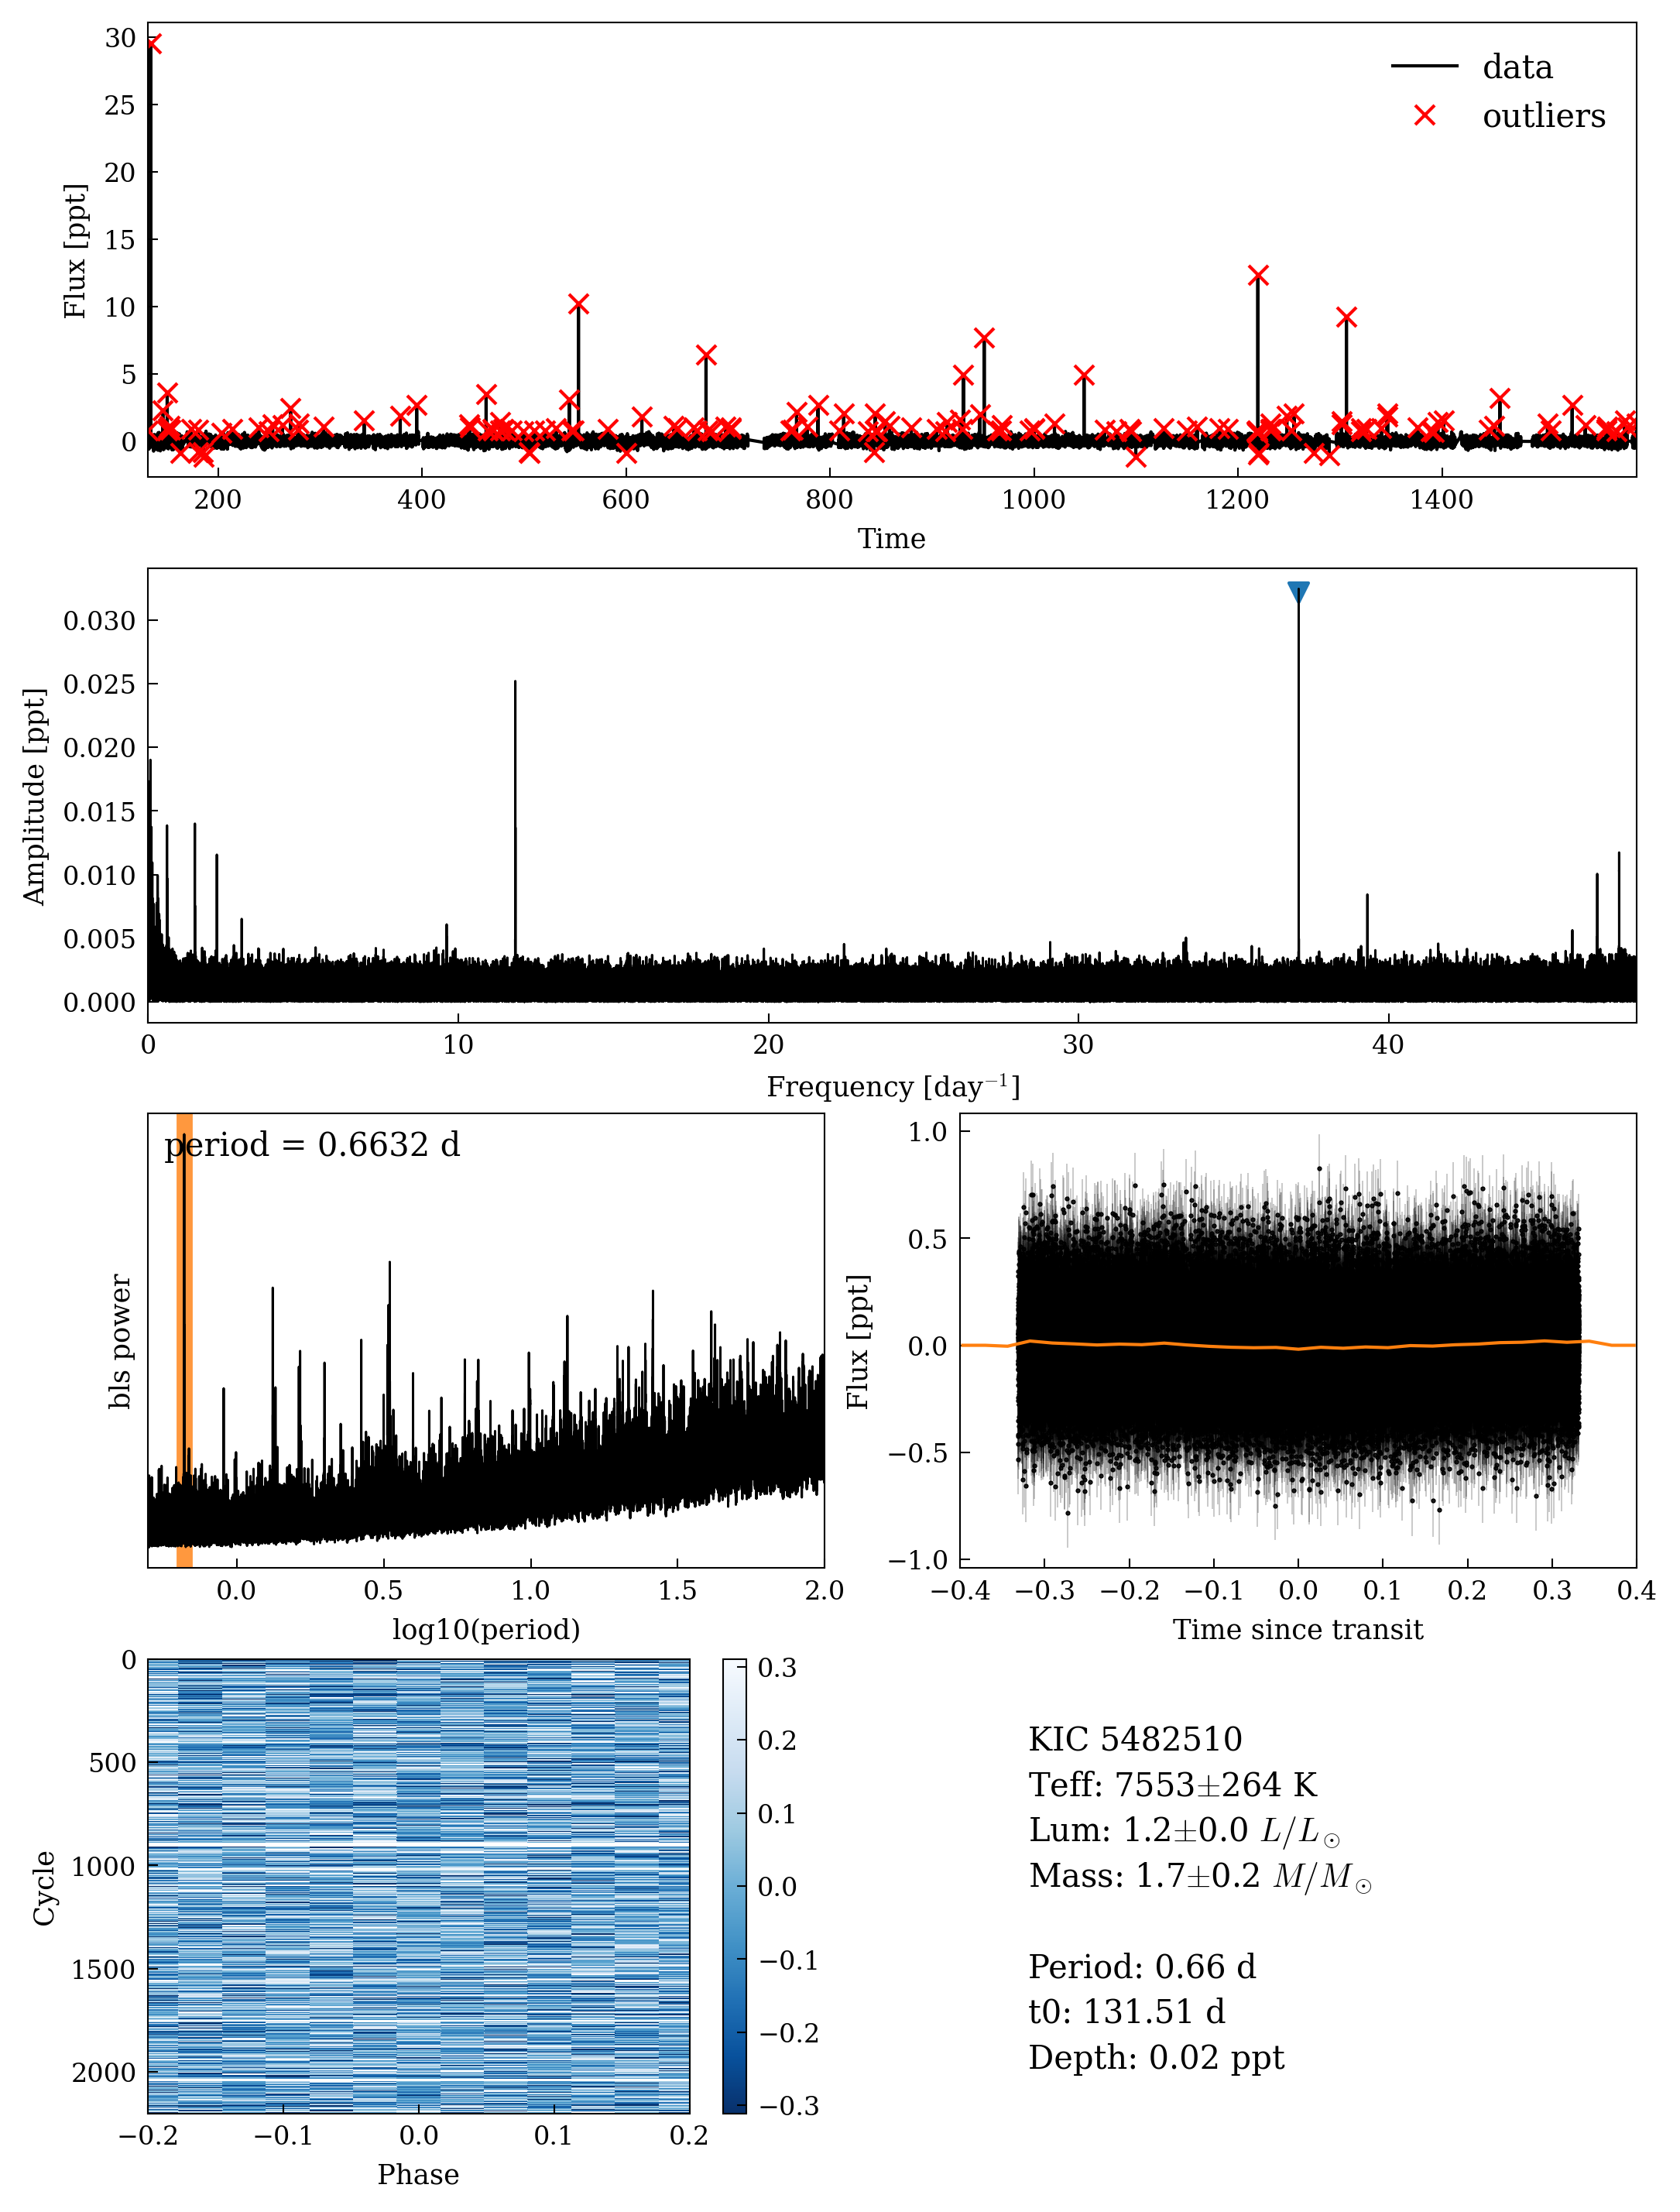 30
25
20
15
10
5
0
Flux [ppt]
data
outliers
200 400 600 800 1000 1200 1400
Time
0.030
0.025
0.020
0.015
0.010
0.005
0.000
Amplitude [ppt]
0 10 20 30 40
Frequency [day⁻¹]
period = 0.6632 d
bls power
0.0 0.5 1.0 1.5 2.0
log10(period)
1.0
0.5
0.0
−0.5
−1.0
Flux [ppt]
−0.4 −0.3 −0.2 −0.1 0.0 0.1 0.2 0.3 0.4
Time since transit
0
500
1000
1500
2000
Cycle
−0.2 −0.1 0.0 0.1 0.2
Phase
0.3
0.2
0.1
0.0
−0.1
−0.2
−0.3
KIC 5482510
Teff: 7553±264 K
Lum: 1.2±0.0 L/L☉
Mass: 1.7±0.2 M/M☉
Period: 0.66 d
t0: 131.51 d
Depth: 0.02 ppt